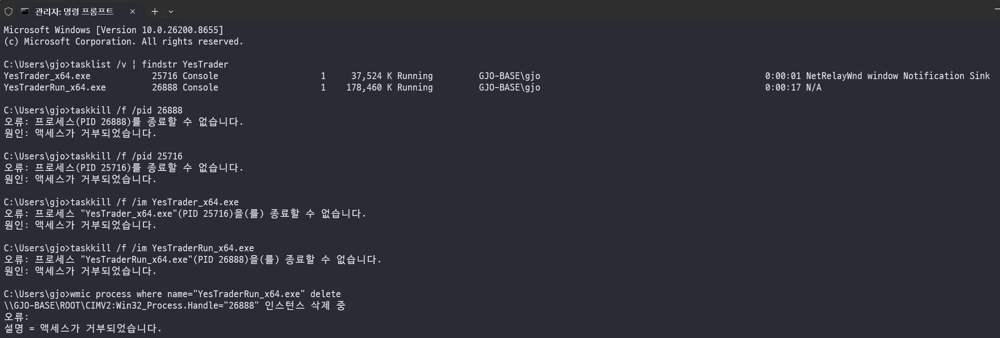 관리자: 명령 프롬프트
Microsoft Windows [Version 10.0.26200.8655]
(c) Microsoft Corporation. All rights reserved.
C:\Users\gjo>tasklist /v | findstr YesTrader
YesTrader_x64.exe            25716 Console                    1     37,524 K Running         GJO-BASE\gjo                                            0:00:01 NetRelayWnd window Notification Sink
YesTraderRun_x64.exe         26888 Console                    1    178,460 K Running         GJO-BASE\gjo                                            0:00:17 N/A
C:\Users\gjo>taskkill /f /pid 26888
오류: 프로세스(PID 26888)를 종료할 수 없습니다.
원인: 액세스가 거부되었습니다.
C:\Users\gjo>taskkill /f /pid 25716
오류: 프로세스(PID 25716)를 종료할 수 없습니다.
원인: 액세스가 거부되었습니다.
C:\Users\gjo>taskkill /f /im YesTrader_x64.exe
오류: 프로세스 "YesTrader_x64.exe"(PID 25716)을(를) 종료할 수 없습니다.
원인: 액세스가 거부되었습니다.
C:\Users\gjo>taskkill /f /im YesTraderRun_x64.exe
오류: 프로세스 "YesTraderRun_x64.exe"(PID 26888)을(를) 종료할 수 없습니다.
원인: 액세스가 거부되었습니다.
C:\Users\gjo>wmic process where name="YesTraderRun_x64.exe" delete
\\GJO-BASE\ROOT\CIMV2:Win32_Process.Handle="26888" 인스턴스 삭제 중
오류:
설명 = 액세스가 거부되었습니다.